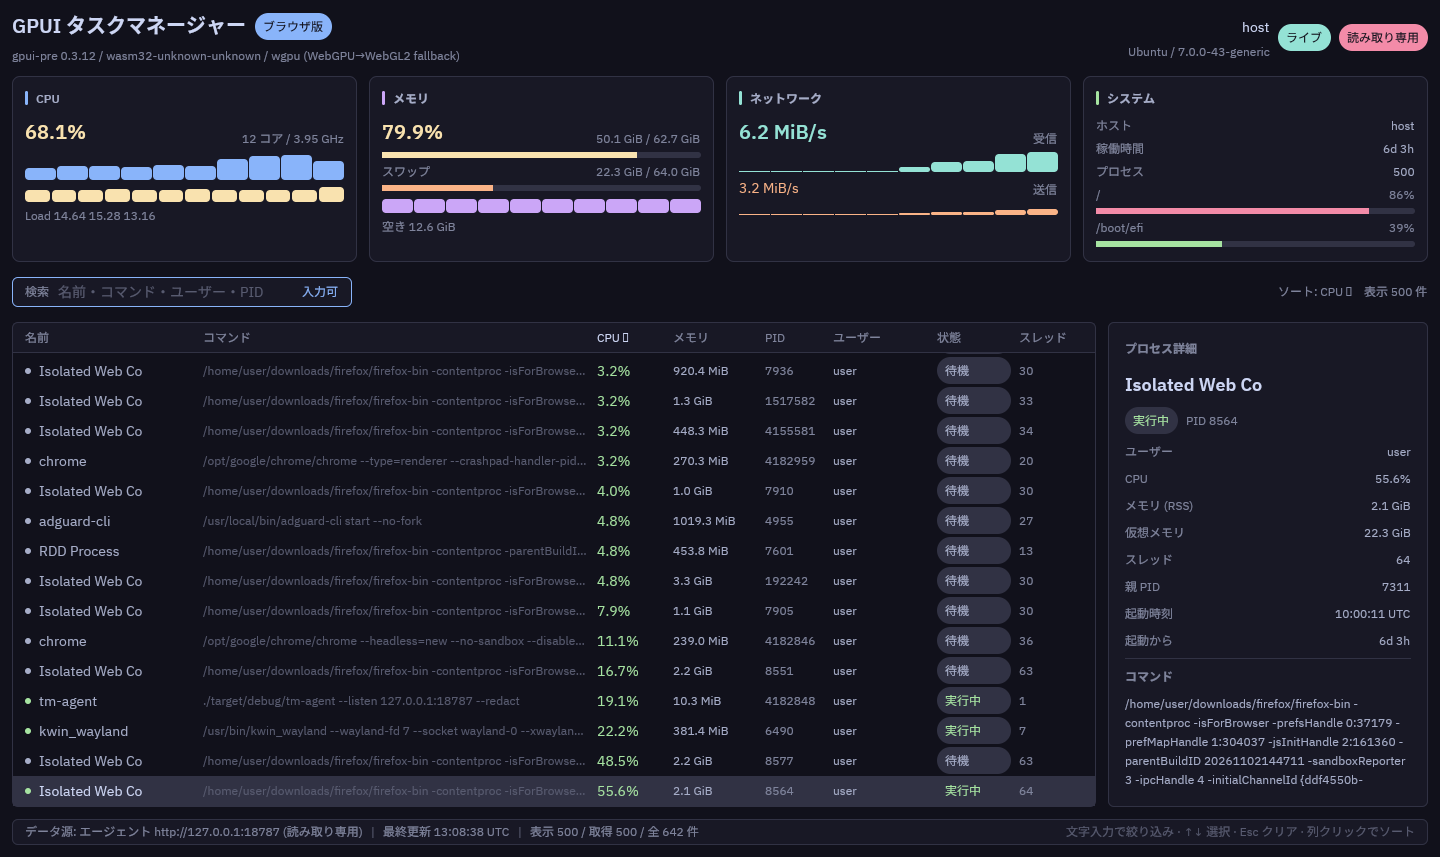 GPUI タスクマネージャー ブラウザ版
gpui-pre 0.3.12 / wasm32-unknown-unknown / wgpu (WebGPU→WebGL2 fallback)
host
Ubuntu / 7.0.0-43-generic
ライブ 読み取り専用
CPU
68.1% 12 コア / 3.95 GHz
Load 14.64 15.28 13.16
メモリ
79.9% 50.1 GiB / 62.7 GiB
スワップ 22.3 GiB / 64.0 GiB
空き 12.6 GiB
ネットワーク
6.2 MiB/s 受信
3.2 MiB/s 送信
システム
ホスト host
稼働時間 6d 3h
プロセス 500
/ 86%
/boot/efi 39%
検索 名前・コマンド・ユーザー・PID 入力可
ソート: CPU 表示 500 件
名前 コマンド CPU メモリ PID ユーザー 状態 スレッド
Isolated Web Co /home/user/downloads/firefox/firefox-bin -contentproc -isForBrowse… 3.2% 920.4 MiB 7936 user 待機 30
Isolated Web Co /home/user/downloads/firefox/firefox-bin -contentproc -isForBrowse… 3.2% 1.3 GiB 1517582 user 待機 33
Isolated Web Co /home/user/downloads/firefox/firefox-bin -contentproc -isForBrowse… 3.2% 448.3 MiB 4155581 user 待機 34
chrome /opt/google/chrome/chrome --type=renderer --crashpad-handler-pid… 3.2% 270.3 MiB 4182959 user 待機 20
Isolated Web Co /home/user/downloads/firefox/firefox-bin -contentproc -isForBrowse… 4.0% 1.0 GiB 7910 user 待機 30
adguard-cli /usr/local/bin/adguard-cli start --no-fork 4.8% 1019.3 MiB 4955 user 待機 27
RDD Process /home/user/downloads/firefox/firefox-bin -contentproc -parentBuildI… 4.8% 453.8 MiB 7601 user 待機 13
Isolated Web Co /home/user/downloads/firefox/firefox-bin -contentproc -isForBrowse… 4.8% 3.3 GiB 192242 user 待機 30
Isolated Web Co /home/user/downloads/firefox/firefox-bin -contentproc -isForBrowse… 7.9% 1.1 GiB 7905 user 待機 30
chrome /opt/google/chrome/chrome --headless=new --no-sandbox --disable… 11.1% 239.0 MiB 4182846 user 待機 36
Isolated Web Co /home/user/downloads/firefox/firefox-bin -contentproc -isForBrowse… 16.7% 2.2 GiB 8551 user 待機 63
tm-agent ./target/debug/tm-agent --listen 127.0.0.1:18787 --redact 19.1% 10.3 MiB 4182848 user 実行中 1
kwin_wayland /usr/bin/kwin_wayland --wayland-fd 7 --socket wayland-0 --xwaylan… 22.2% 381.4 MiB 6490 user 実行中 7
Isolated Web Co /home/user/downloads/firefox/firefox-bin -contentproc -isForBrowse… 48.5% 2.2 GiB 8577 user 待機 63
Isolated Web Co /home/user/downloads/firefox/firefox-bin -contentproc -isForBrowse… 55.6% 2.1 GiB 8564 user 実行中 64
プロセス詳細
Isolated Web Co
実行中 PID 8564
ユーザー user
CPU 55.6%
メモリ (RSS) 2.1 GiB
仮想メモリ 22.3 GiB
スレッド 64
親 PID 7311
起動時刻 10:00:11 UTC
起動から 6d 3h
コマンド
/home/user/downloads/firefox/firefox-bin -
contentproc -isForBrowser -prefsHandle 0:37179 -
prefMapHandle 1:304037 -jsInitHandle 2:161360 -
parentBuildID 20261102144711 -sandboxReporter
3 -ipcHandle 4 -initialChannelId {ddf4550b-
データ源: エージェント http://127.0.0.1:18787 (読み取り専用) | 最終更新 13:08:38 UTC | 表示 500 / 取得 500 / 全 642 件
文字入力で絞り込み · ↑↓ 選択 · Esc クリア · 列クリックでソート